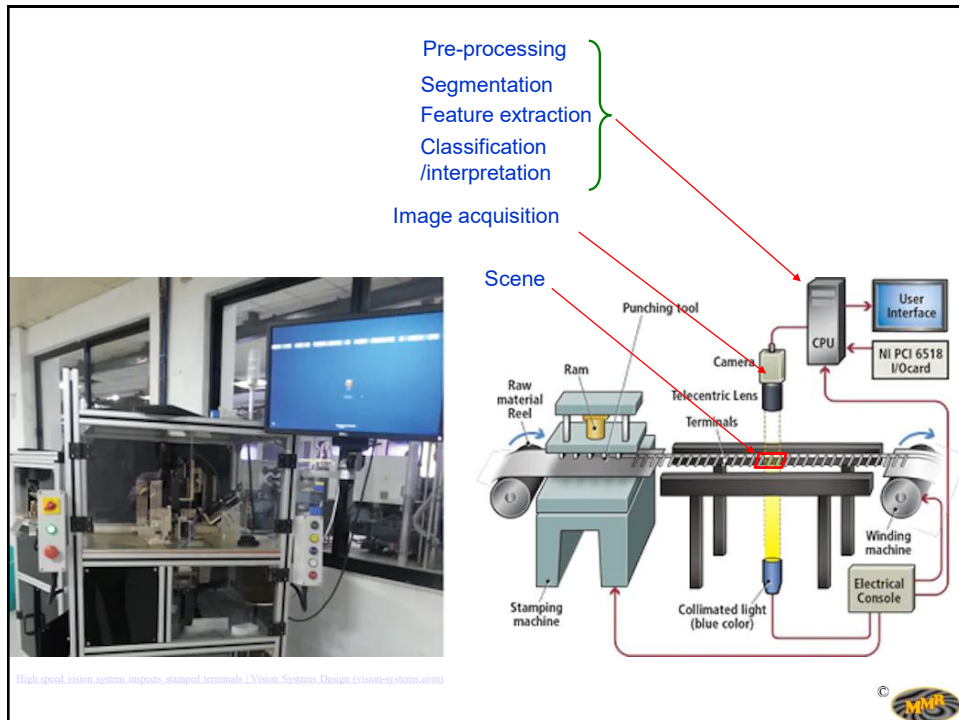 Pre-processing
Segmentation
Feature extraction
Classification
/interpretation
Image acquisition
Scene
Punching tool
User
Interface
CPU
NI PCI 6518
I/Ocard
Camera
Ram
Raw
material
Reel
Telecentric Lens
Terminals
Winding
machine
Electrical
Console
Stamping
machine
Collimated light
(blue color)
High speed vision system inspects stamped terminals | Vision Systems Design (vision-systems.com)
©
MMR